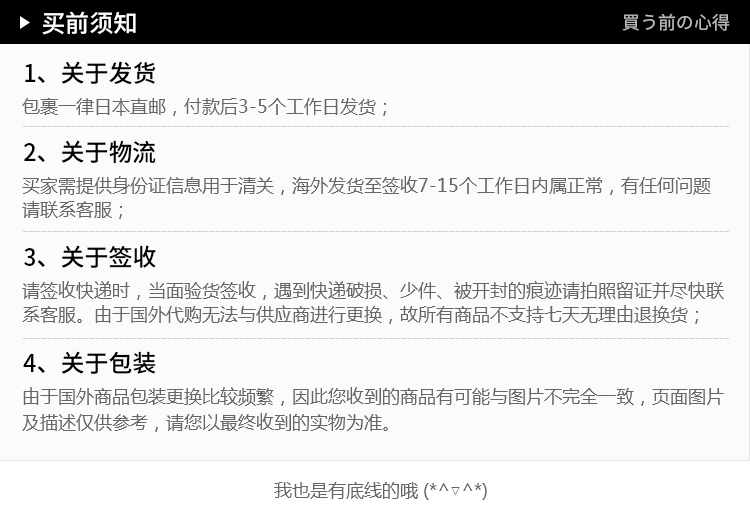 买前须知
買う前の心得
1、关于发货
包裹一律日本直邮，付款后3-5个工作日发货；
2、关于物流
买家需提供身份证信息用于清关，海外发货至签收7-15个工作日内属正常，有任何问题
请联系客服；
3、关于签收
请签收快递时，当面验货签收，遇到快递破损、少件、被开封的痕迹请拍照留证并尽快联
系客服。由于国外代购无法与供应商进行更换，故所有商品不支持七天无理由退换货；
4、关于包装
由于国外商品包装更换比较频繁，因此您收到的商品有可能与图片不完全一致，页面图片
及描述仅供参考，请您以最终收到的实物为准。
我也是有底线的哦 (*^▽^*)